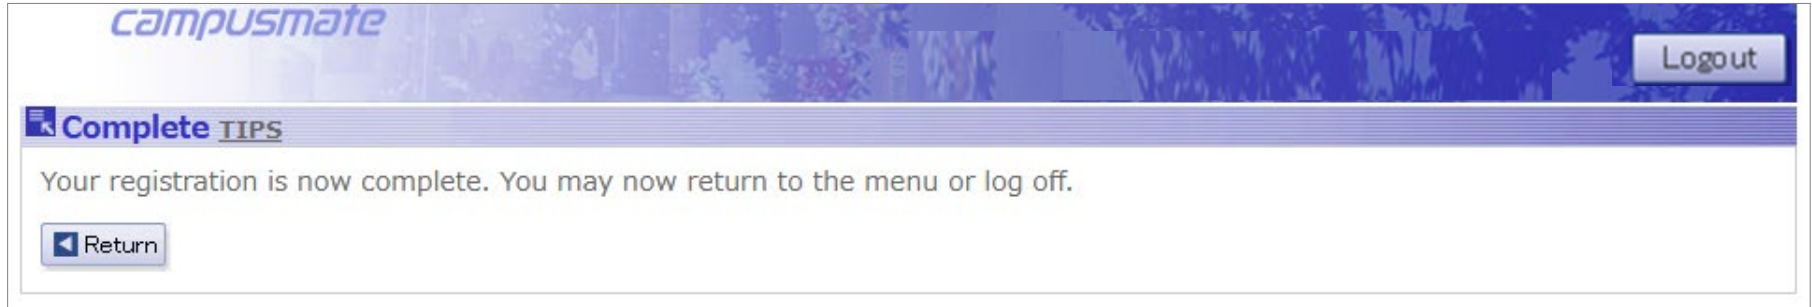 campusmate
Logout
Complete TIPS
Your registration is now complete. You may now return to the menu or log off.
Return